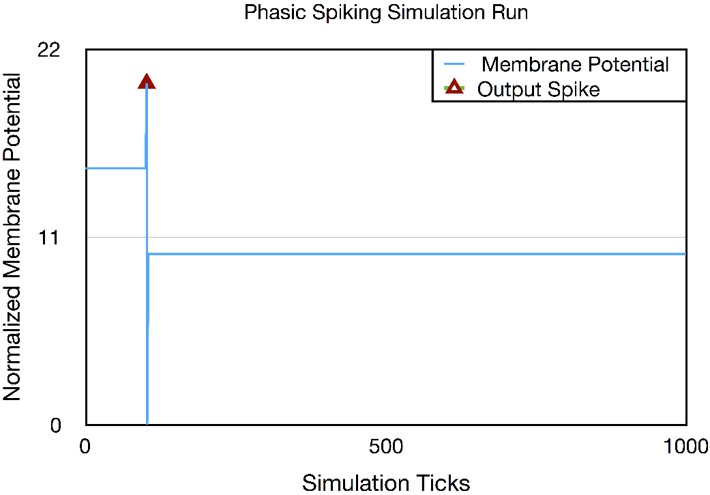 Phasic Spiking Simulation Run
22
Membrane Potential
Output Spike
Normalized Membrane Potential
11
0
0
500
1000
Simulation Ticks